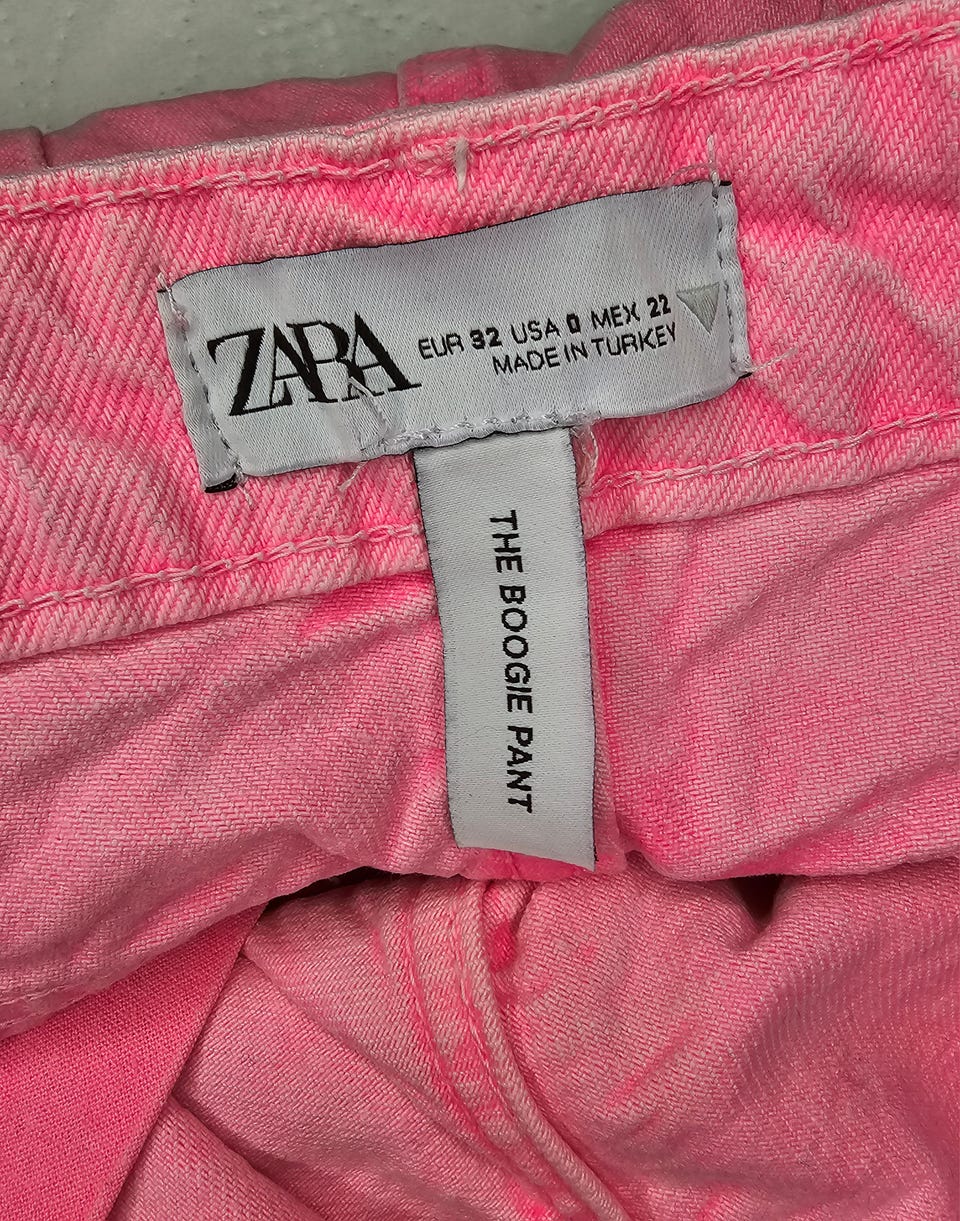 ZARA
EUR 32 USA 0 MEX 22
MADE IN TURKEY
THE BOOGIE PANT